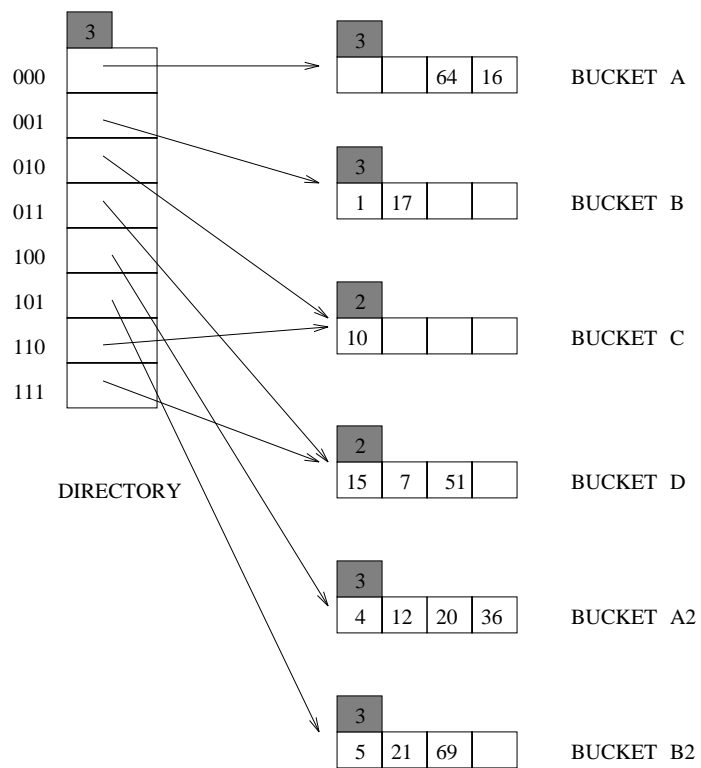 3
000
001
010
011
100
101
110
111
DIRECTORY
3
64 16 BUCKET A
3
1 17 BUCKET B
2
10 BUCKET C
2
15 7 51 BUCKET D
3
4 12 20 36 BUCKET A2
3
5 21 69 BUCKET B2